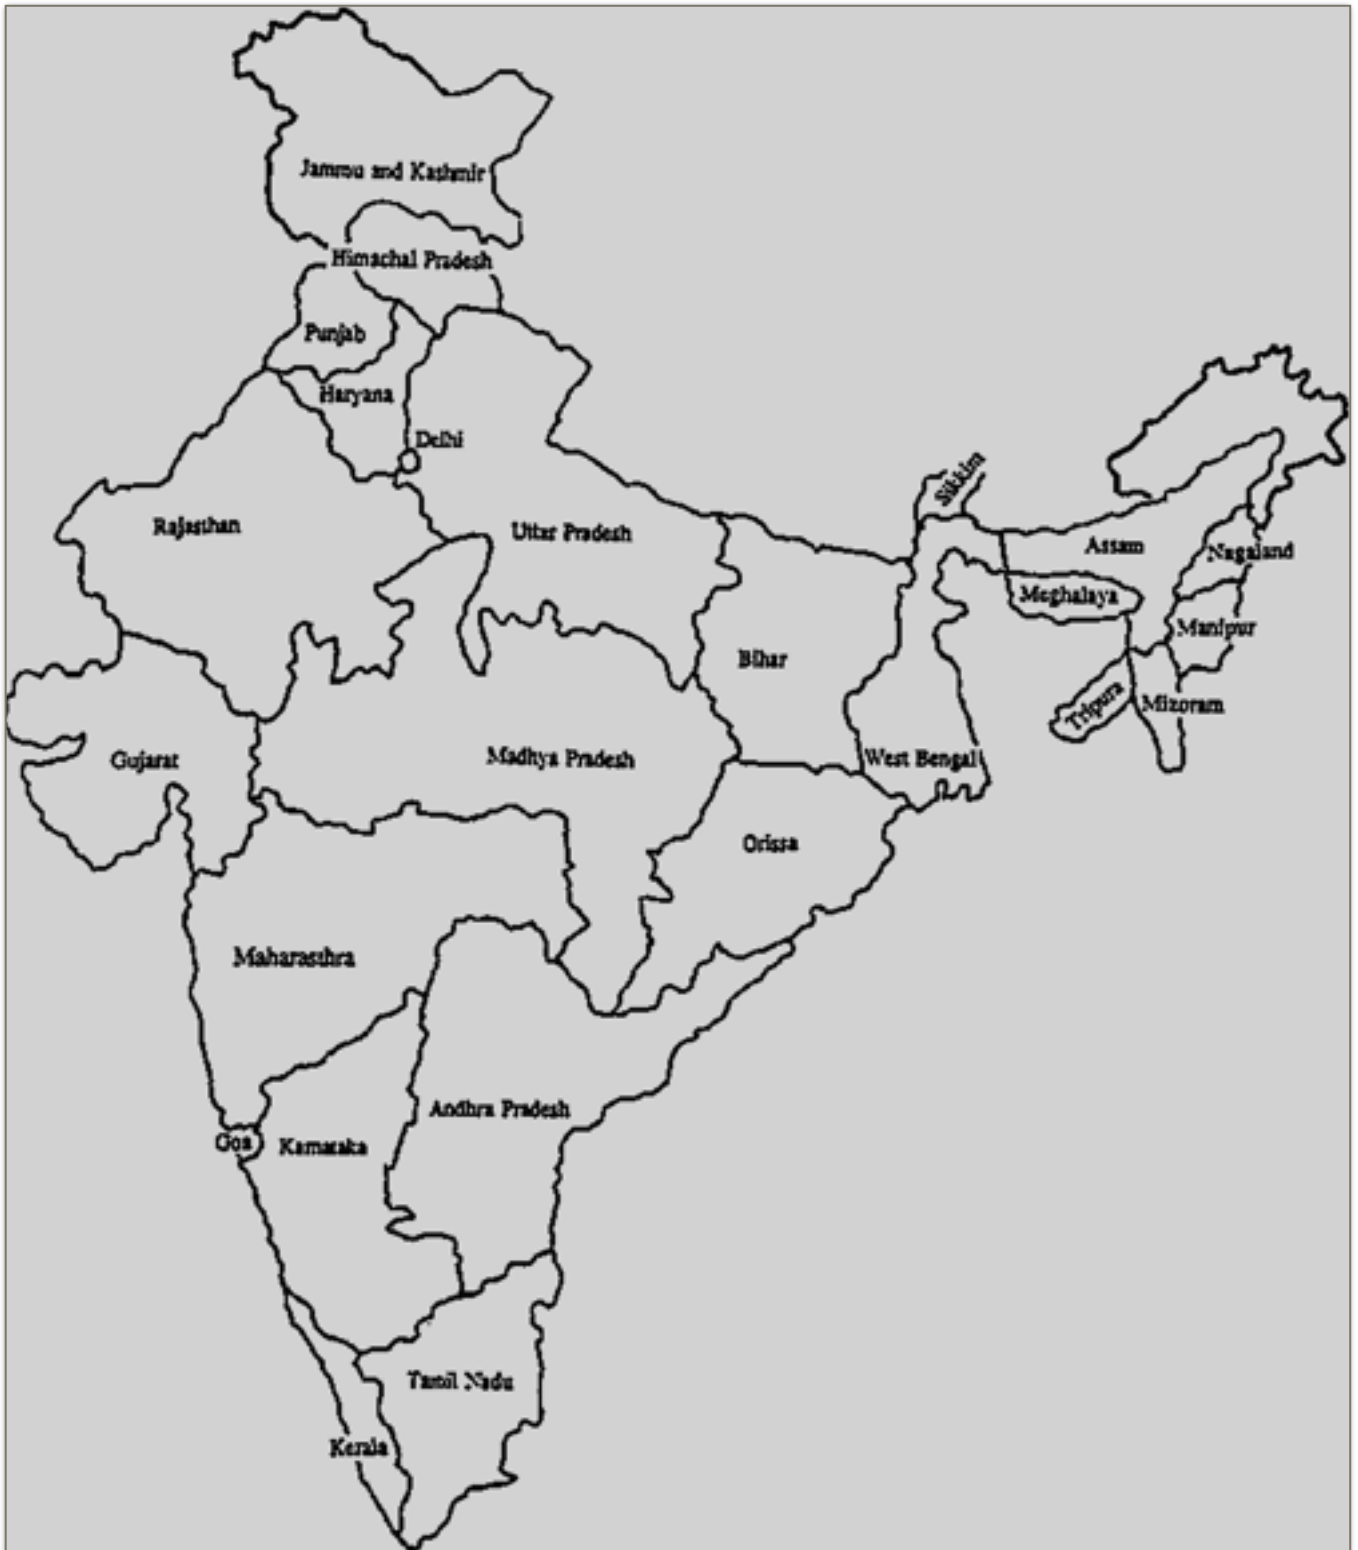 Jammu and Kashmir
Himachal Pradesh
Punjab
Haryana
Delhi
Sikkim
Rajasthan
Uttar Pradesh
Assam
Nagaland
Meghalaya
Manipur
Bihar
Tripura
Mizoram
Gujarat
Madhya Pradesh
West Bengal
Orissa
Maharasthra
Andhra Pradesh
Goa
Karnataka
Tamil Nadu
Kerala